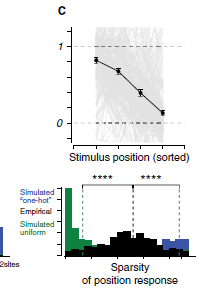 C
1
0
Stimulus position (sorted)
**** ****
Simulated
"one-hot"
Empirical
Simulated
uniform
2sites
Sparsity
of position response